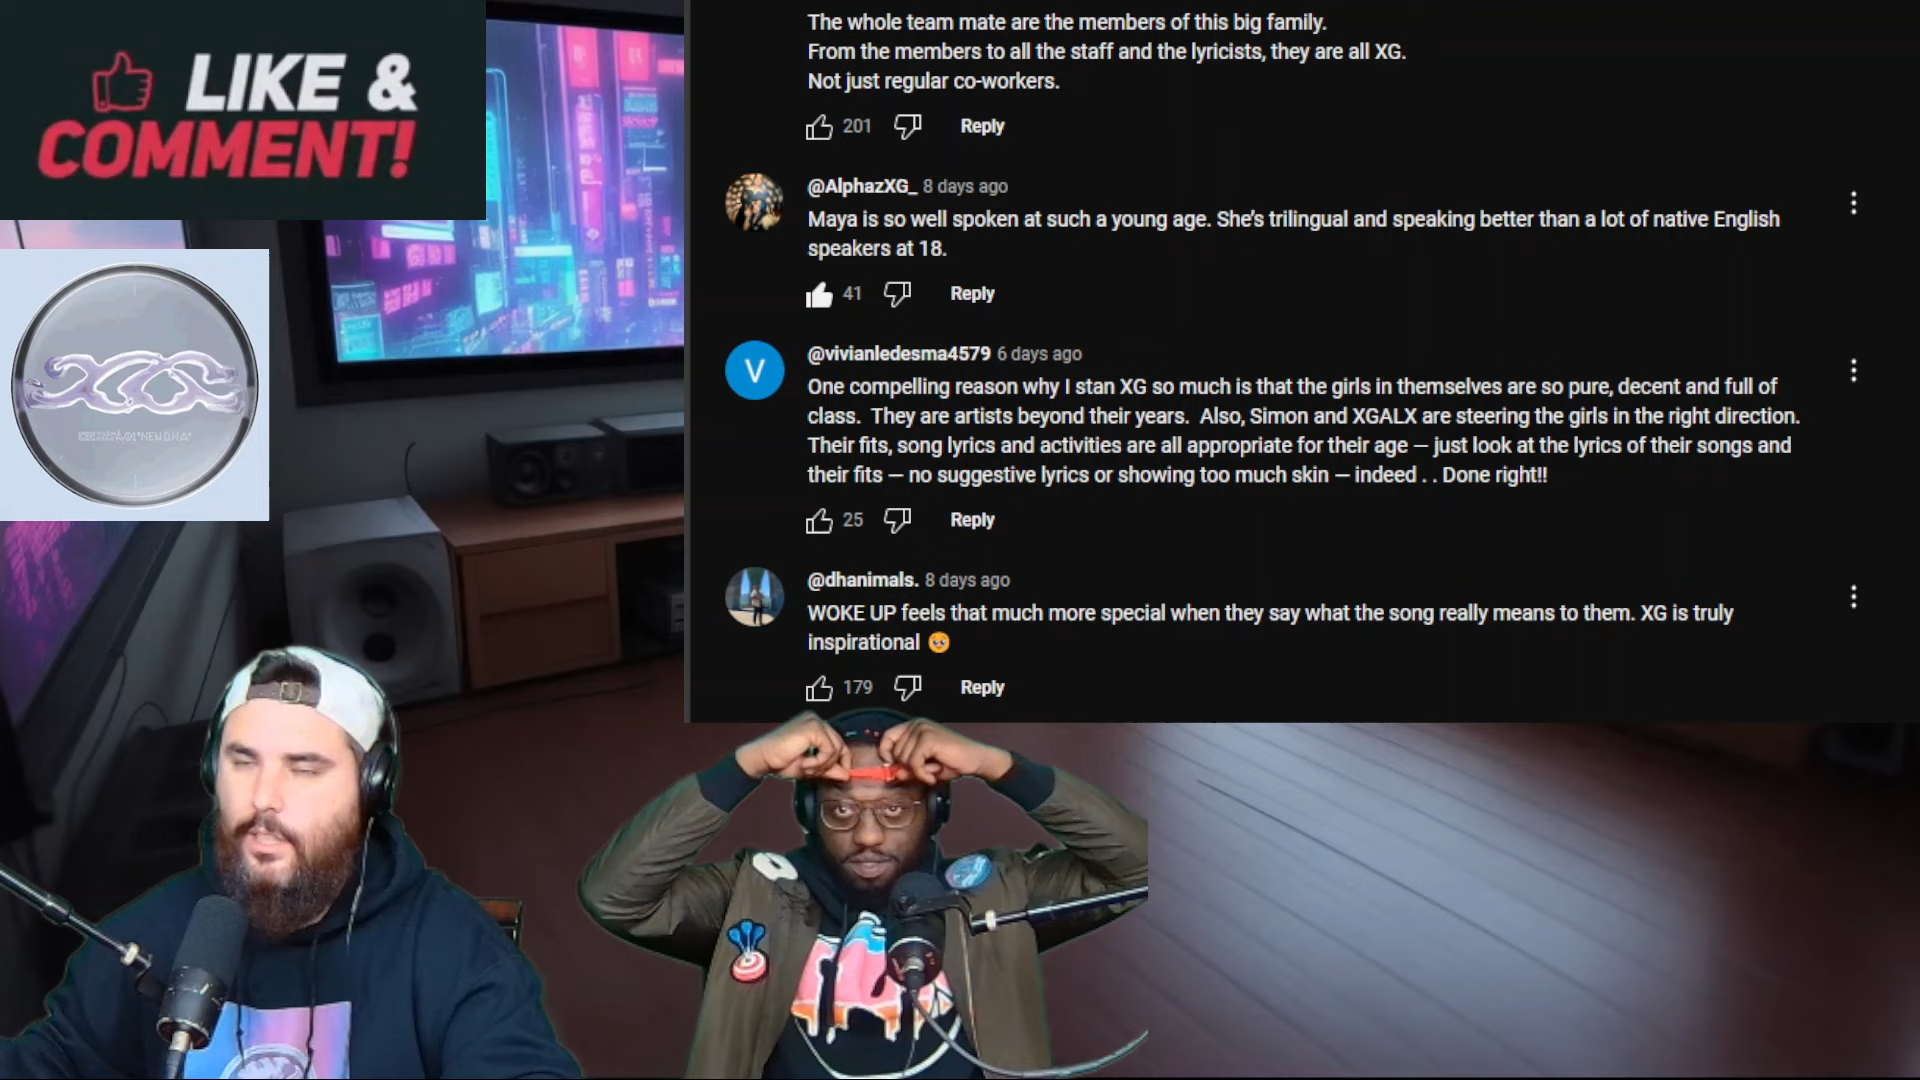 LIKE &
COMMENT!
The whole team mate are the members of this big family.
From the members to all the staff and the lyricists, they are all XG.
Not just regular co-workers.
201 Reply
@AlphazXG_ 8 days ago
Maya is so well spoken at such a young age. She's trilingual and speaking better than a lot of native English
speakers at 18.
41 Reply
V
@vivianledesma4579 6 days ago
One compelling reason why I stan XG so much is that the girls in themselves are so pure, decent and full of
class. They are artists beyond their years. Also, Simon and XGALX are steering the girls in the right direction.
Their fits, song lyrics and activities are all appropriate for their age — just look at the lyrics of their songs and
their fits — no suggestive lyrics or showing too much skin — indeed . . Done right!!
25 Reply
@dhanimals. 8 days ago
WOKE UP feels that much more special when they say what the song really means to them. XG is truly
inspirational 🥹
179 Reply